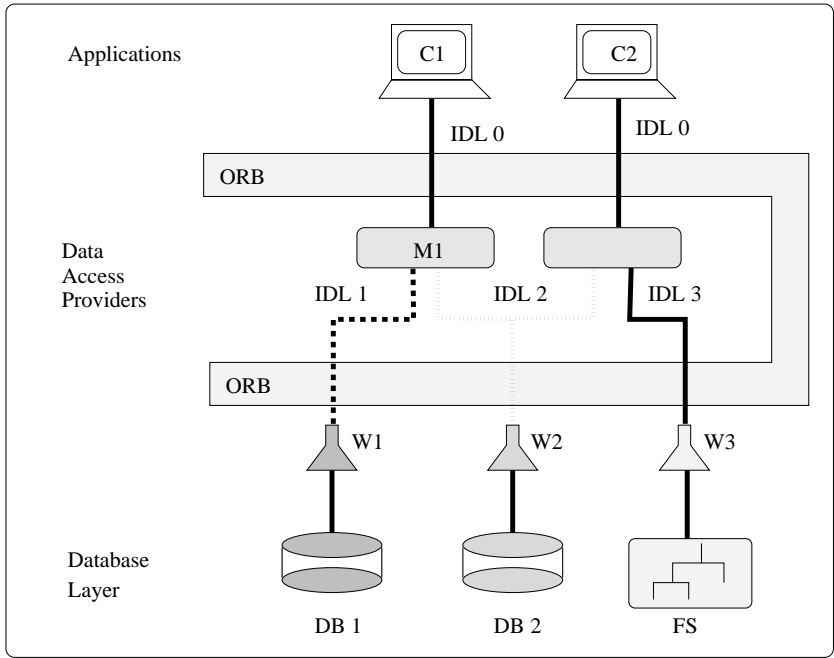 Applications
C1
C2
IDL 0
IDL 0
ORB
Data
Access
Providers
M1
IDL 1
IDL 2
IDL 3
ORB
W1
W2
W3
Database
Layer
DB 1
DB 2
FS